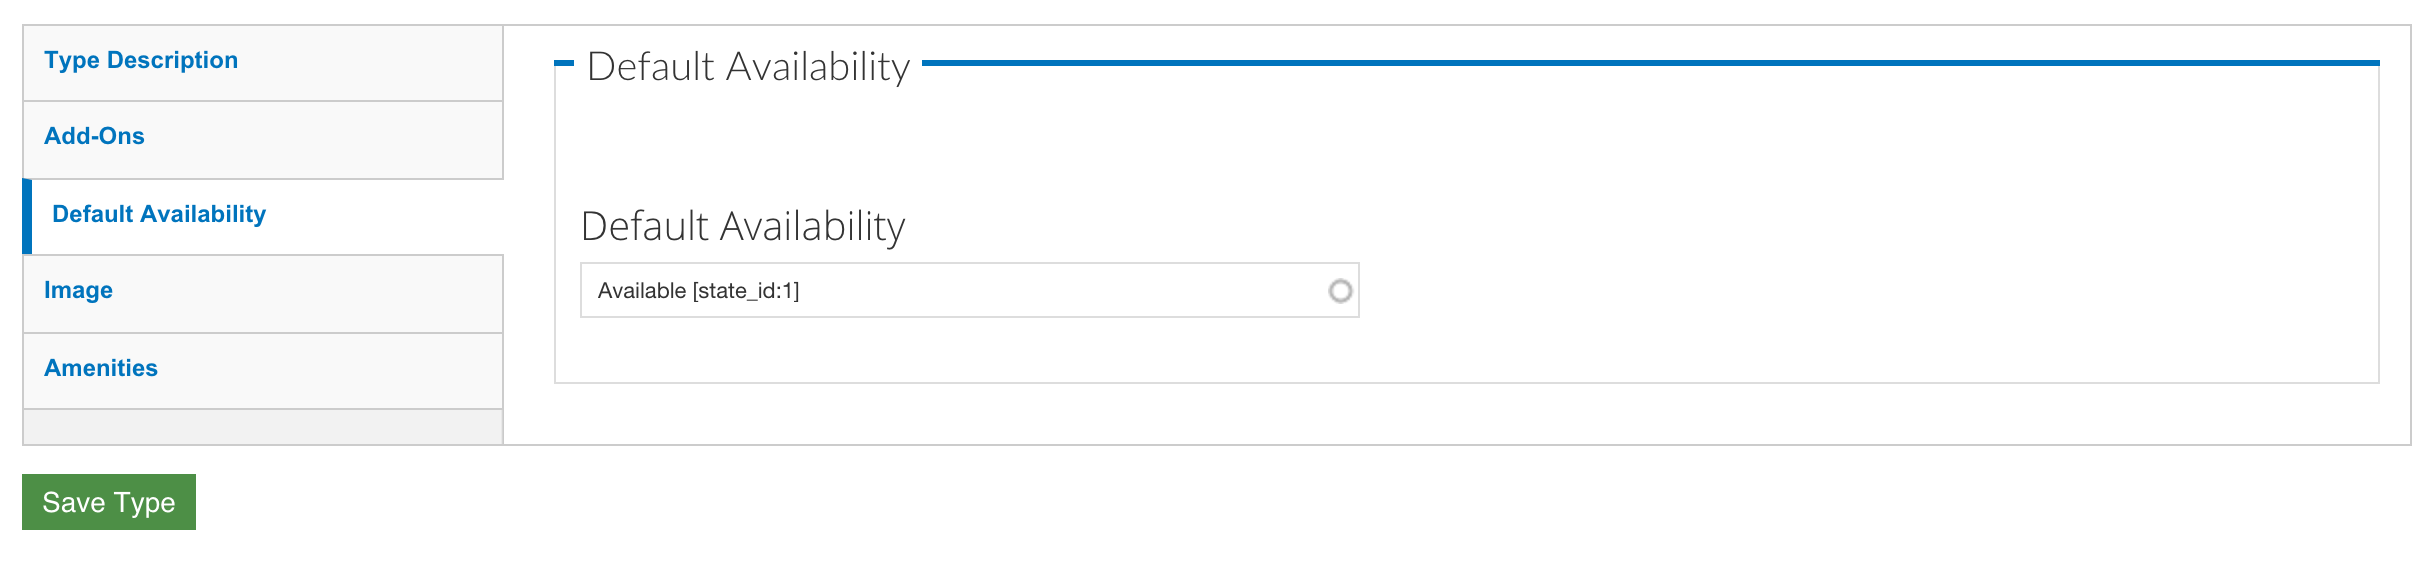 Type Description
Add-Ons
Default Availability
Image
Amenities
Default Availability
Default Availability
Available [state_id:1]
Save Type